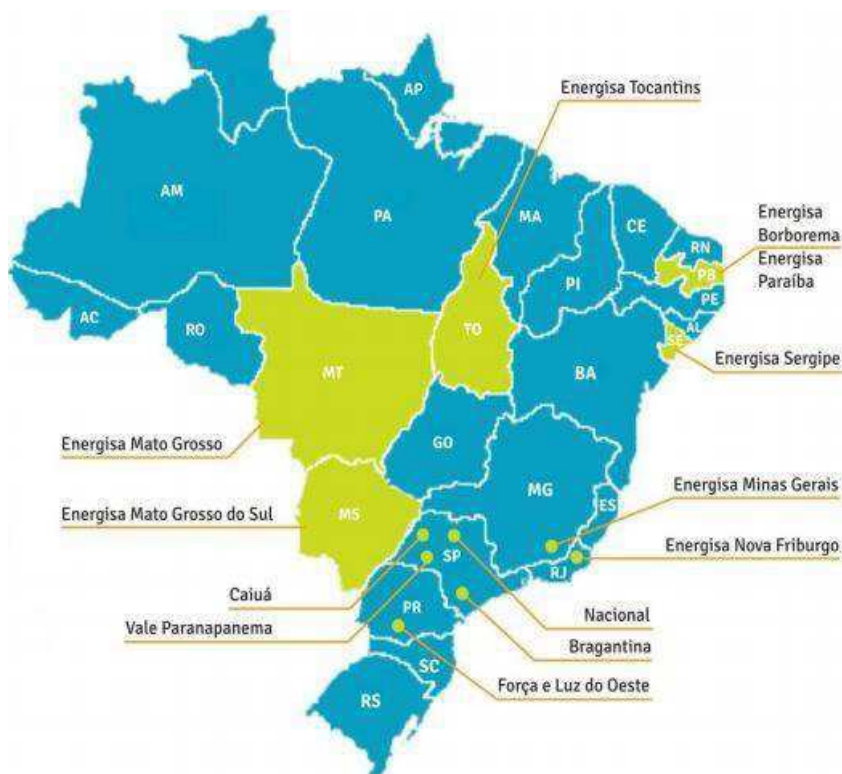 AP
Energisa Tocantins
AM
PA
MA
CE
RN
Energisa
Borborema
Energisa
Paraíba
PB
PI
PE
AC
RO
TO
AL
SE
Energisa Sergipe
MT
BA
Energisa Mato Grosso
GO
MG
Energisa Minas Gerais
ES
Energisa Mato Grosso do Sul
MS
SP
RJ
Energisa Nova Friburgo
Caiuá
Nacional
Vale Paranapanema
PR
Bragantina
SC
Força e Luz do Oeste
RS